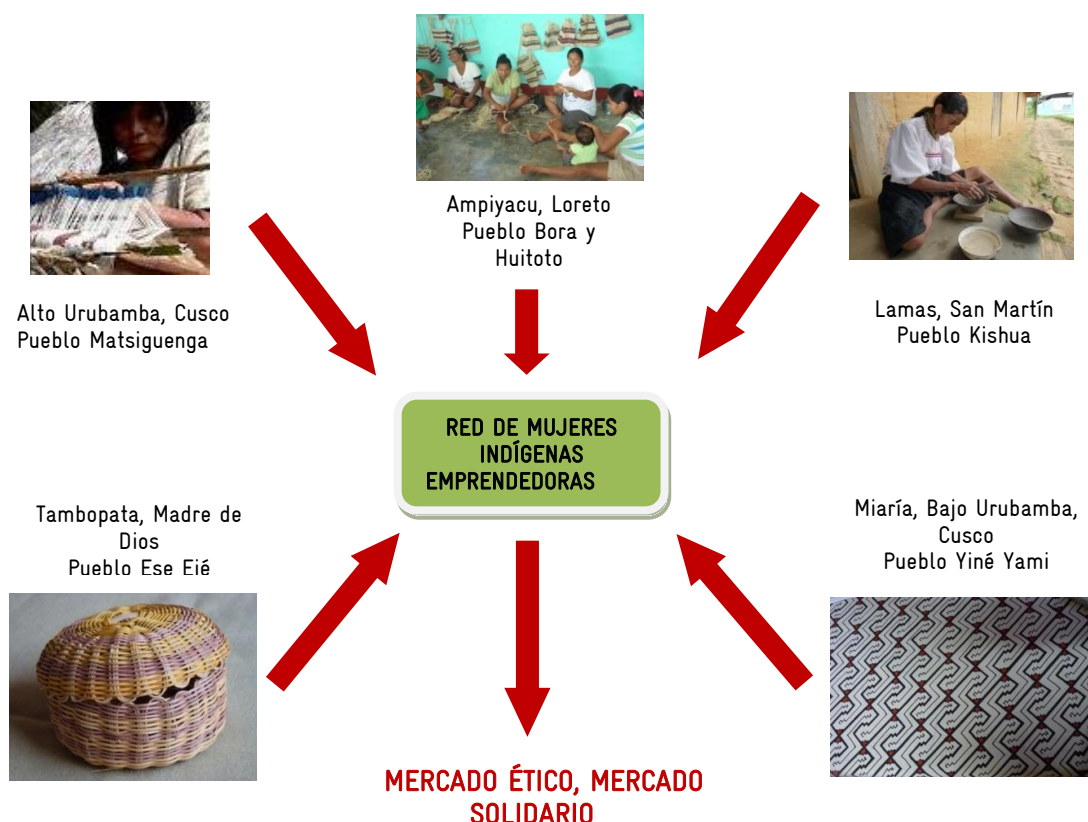 Ampiyacu, Loreto
Pueblo Bora y
Huitoto
Alto Urubamba, Cusco
Pueblo Matsiguenga
Lamas, San Martín
Pueblo Kishua
RED DE MUJERES
INDÍGENAS
EMPRENDEDORAS
Tambopata, Madre de
Dios
Pueblo Ese Eié
Miaría, Bajo Urubamba,
Cusco
Pueblo Yiné Yami
MERCADO ÉTICO, MERCADO
SOLIDARIO